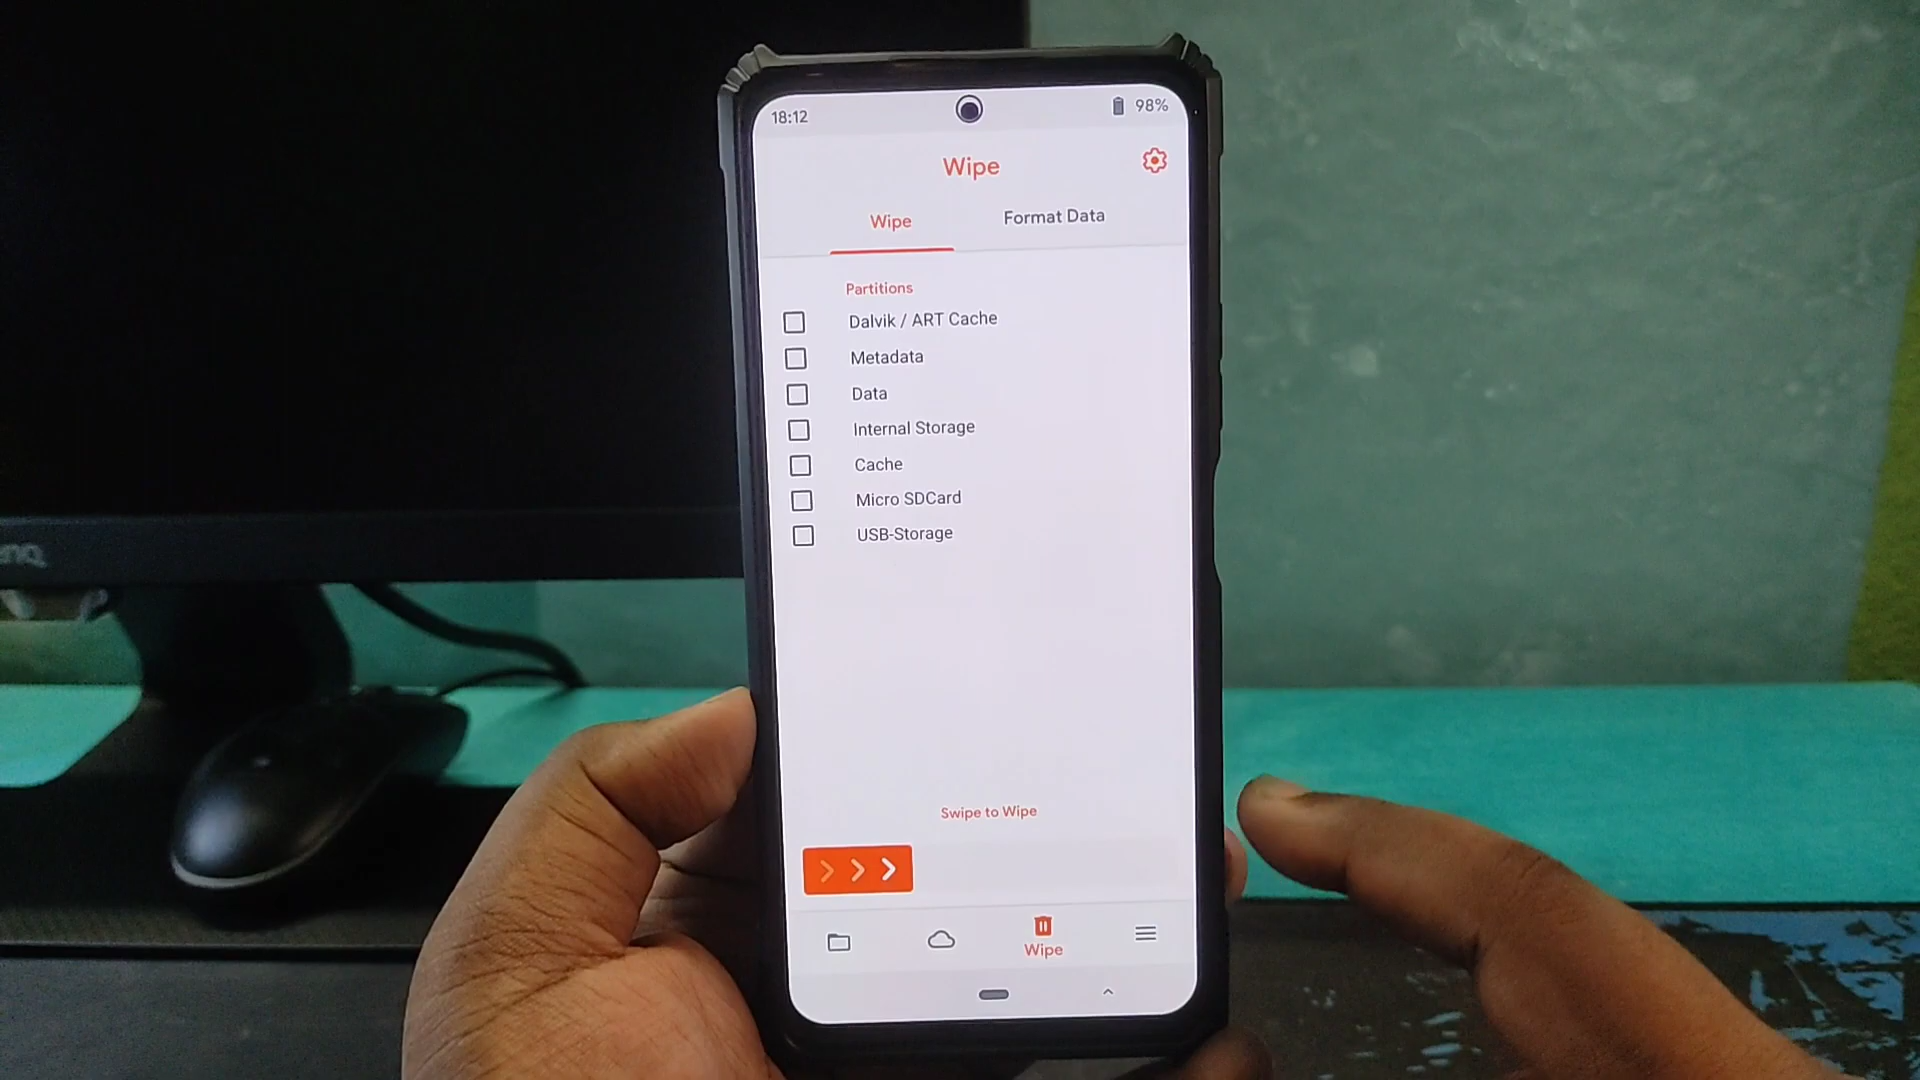 18:12
98%
Wipe
Wipe
Format Data
Partitions
Dalvik / ART Cache
Metadata
Data
Internal Storage
Cache
Micro SDCard
USB-Storage
Swipe to Wipe
Wipe